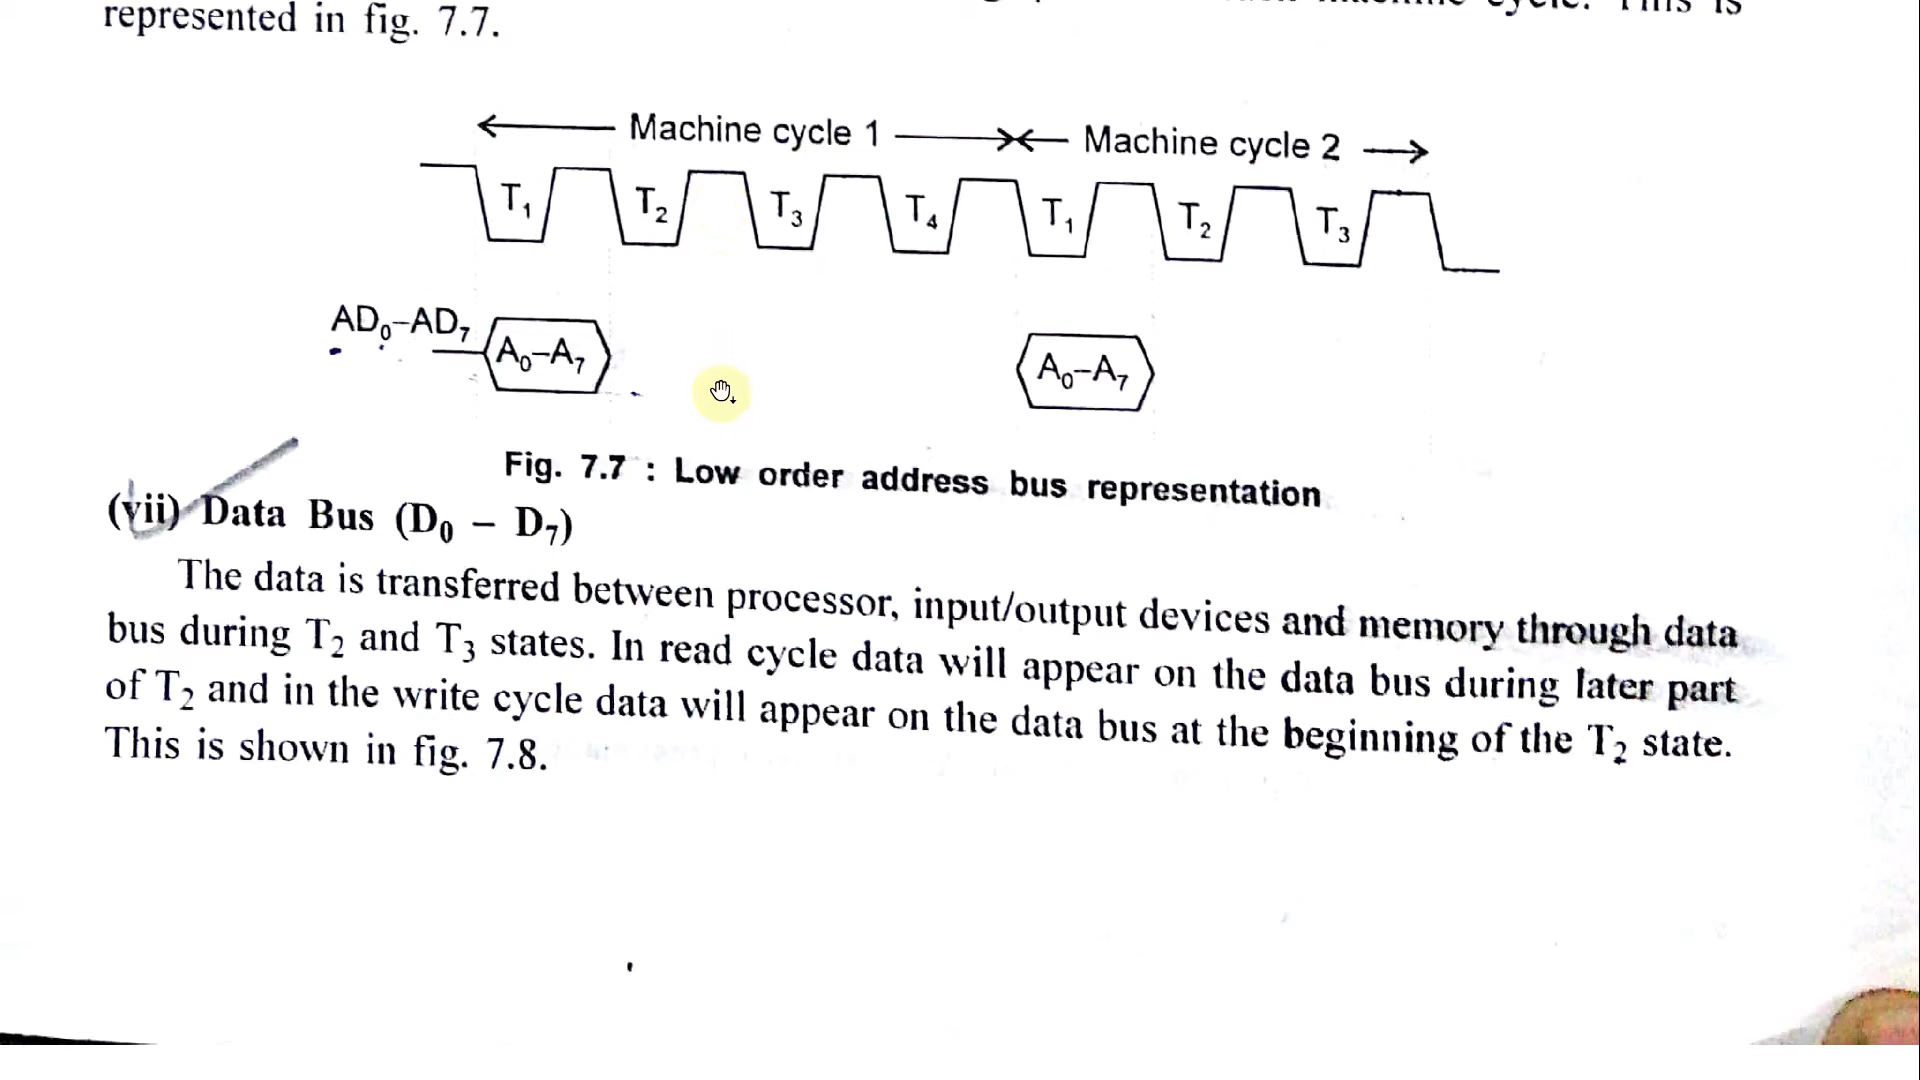 represented in fig. 7.7.
Machine cycle 1 Machine cycle 2
T₁ T₂ T₃ T₄ T₁ T₂ T₃
AD₀–AD₇ A₀–A₇ A₀–A₇
Fig. 7.7 : Low order address bus representation
(vii) Data Bus (D₀ – D₇)
The data is transferred between processor, input/output devices and memory through data
bus during T₂ and T₃ states. In read cycle data will appear on the data bus during later part
of T₂ and in the write cycle data will appear on the data bus at the beginning of the T₂ state.
This is shown in fig. 7.8.